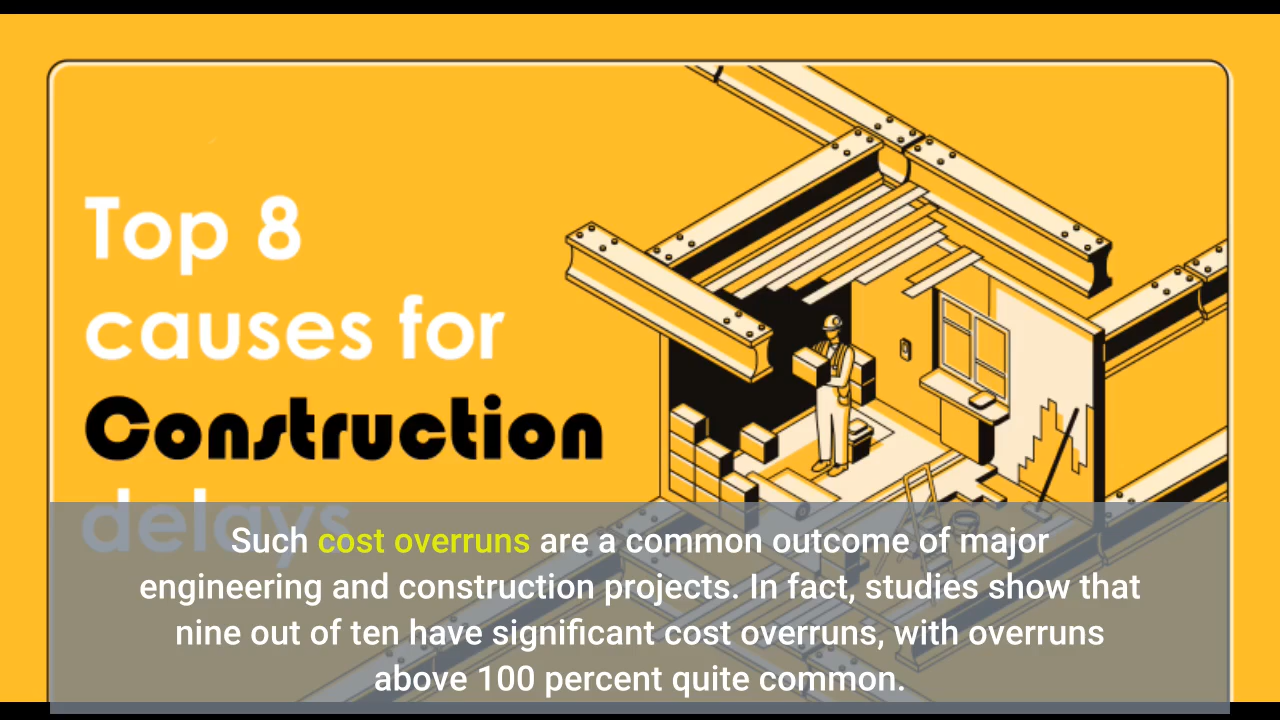 Top 8
causes for
Construction
delays
Such cost overruns are a common outcome of major
engineering and construction projects. In fact, studies show that
nine out of ten have significant cost overruns, with overruns
above 100 percent quite common.